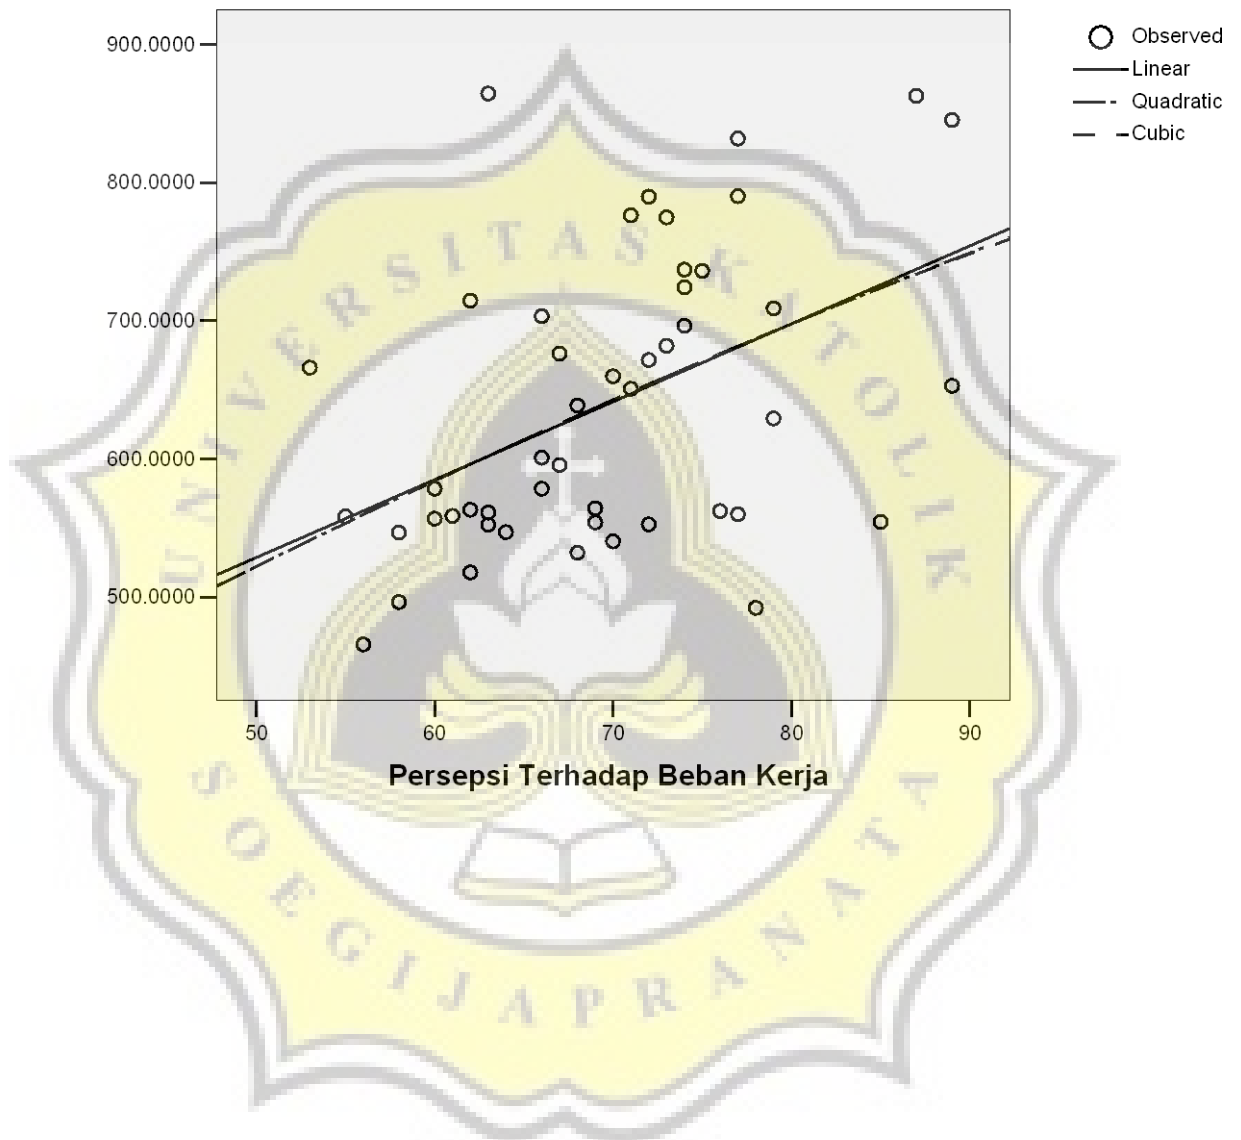 900.0000
800.0000
700.0000
600.0000
500.0000
50 60 70 80 90
Persepsi Terhadap Beban Kerja
Observed
Linear
Quadratic
Cubic
UNIVERSITAS KATOLIK
SOEGIJAPRANATA